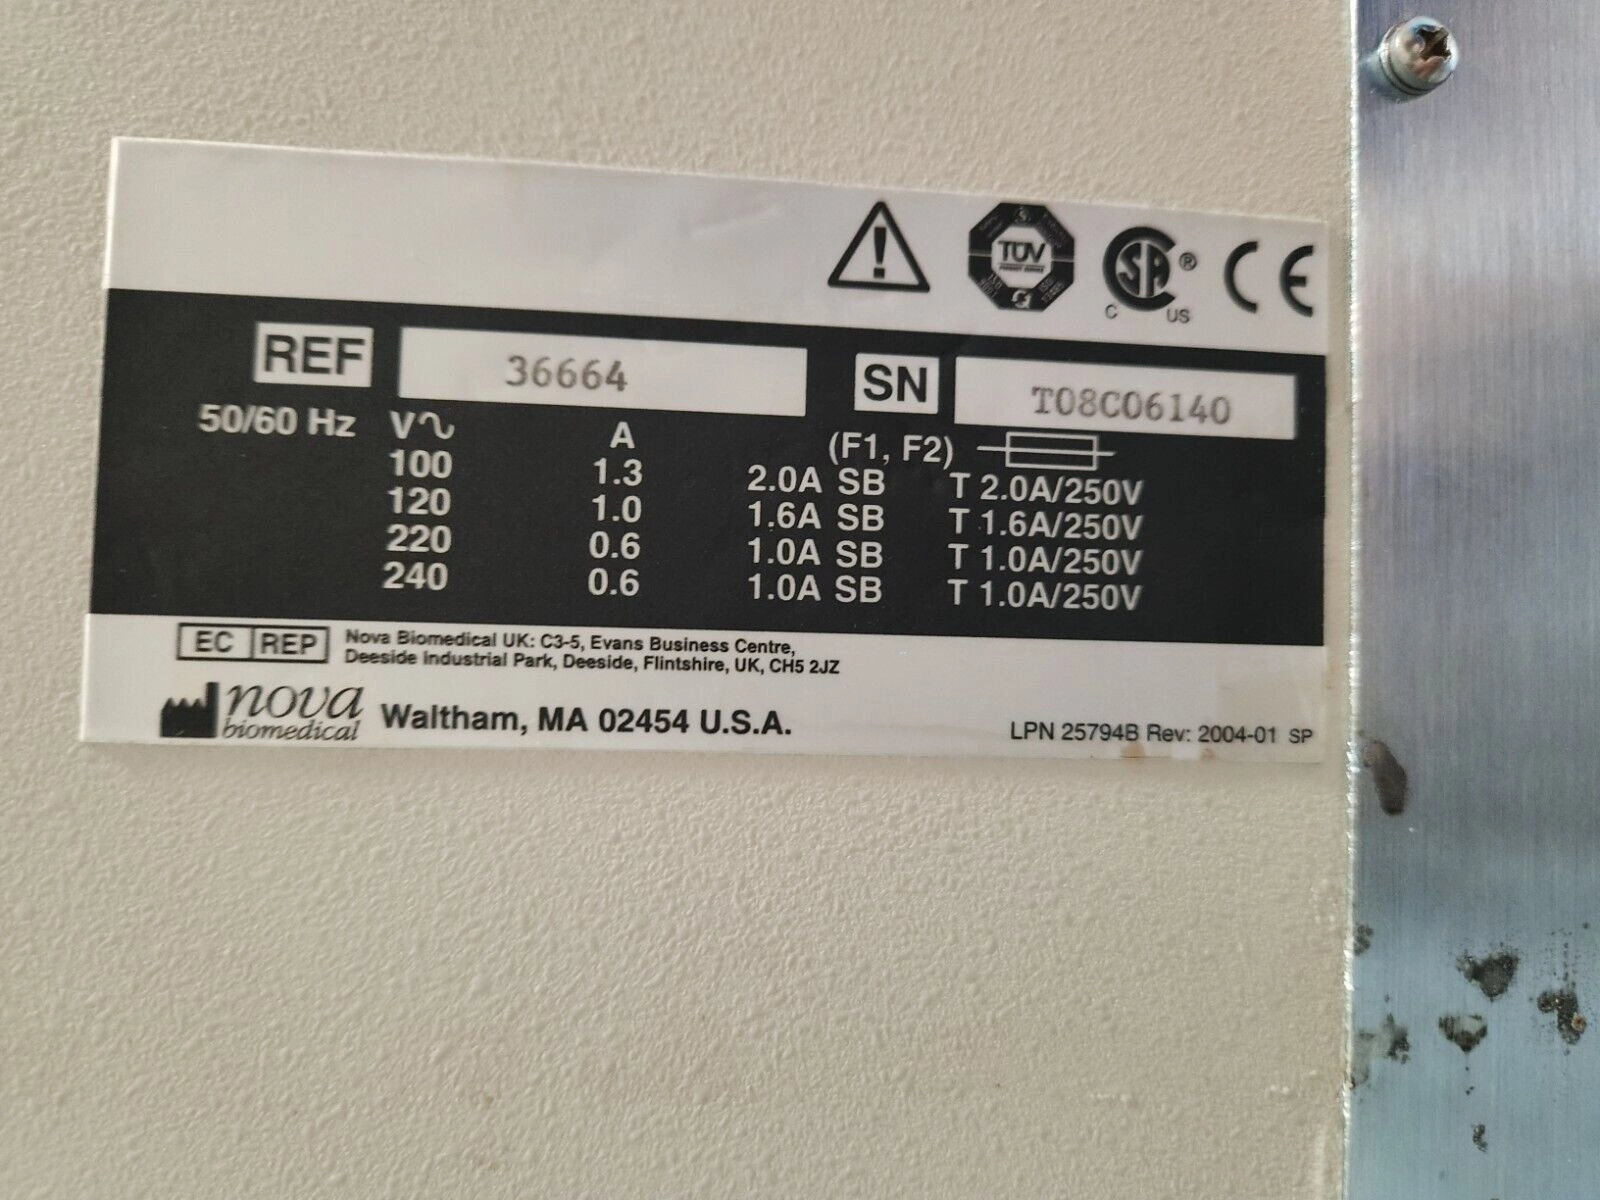 TÜV
PRODUCT SERVICE
CSA ®
C US
CE
REF 36664 SN T08C06140
50/60 Hz V A (F1, F2)
100 1.3 2.0A SB T 2.0A/250V
120 1.0 1.6A SB T 1.6A/250V
220 0.6 1.0A SB T 1.0A/250V
240 0.6 1.0A SB T 1.0A/250V
EC REP Nova Biomedical UK: C3-5, Evans Business Centre,
Deeside Industrial Park, Deeside, Flintshire, UK, CH5 2JZ
nova
biomedical Waltham, MA 02454 U.S.A. LPN 25794B Rev: 2004-01 SP